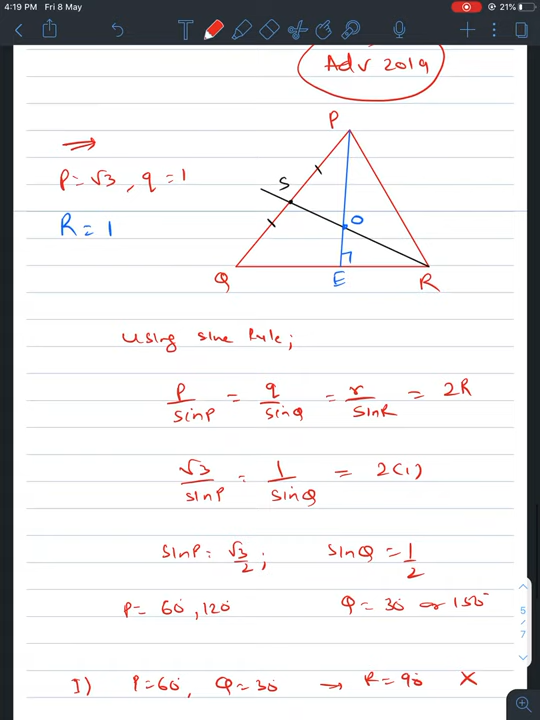 4:19 PM Fri 8 May
21%
T
Adv 2019
⇒
P
P = √3 , q = 1
S
R = 1
O
Q E R
Using sine Rule;
P/sinP = q/sinQ = r/sinR = 2R
√3/sinP = 1/sinQ = 2(1)
sinP = √3/2; sinQ = 1/2
P = 60°, 120° Q = 30° or 150°
5
/
7
I) P = 60°, Q = 30° → R = 90° ×